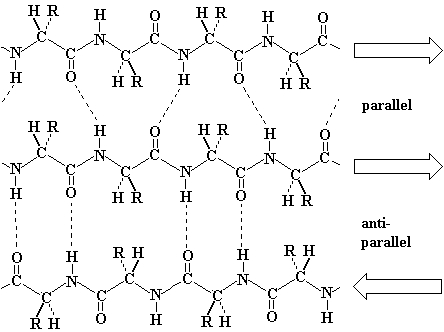 H R O H H R H O
C N C C N C
N C C N C C
H O H R H O H R
parallel
H O H O
H R H R
C N C C N C
N C C N C C
H O H R H O H R
anti-
parallel
O H R H O H R H
C N C C N C
C C N C C N
R H O H R H O H